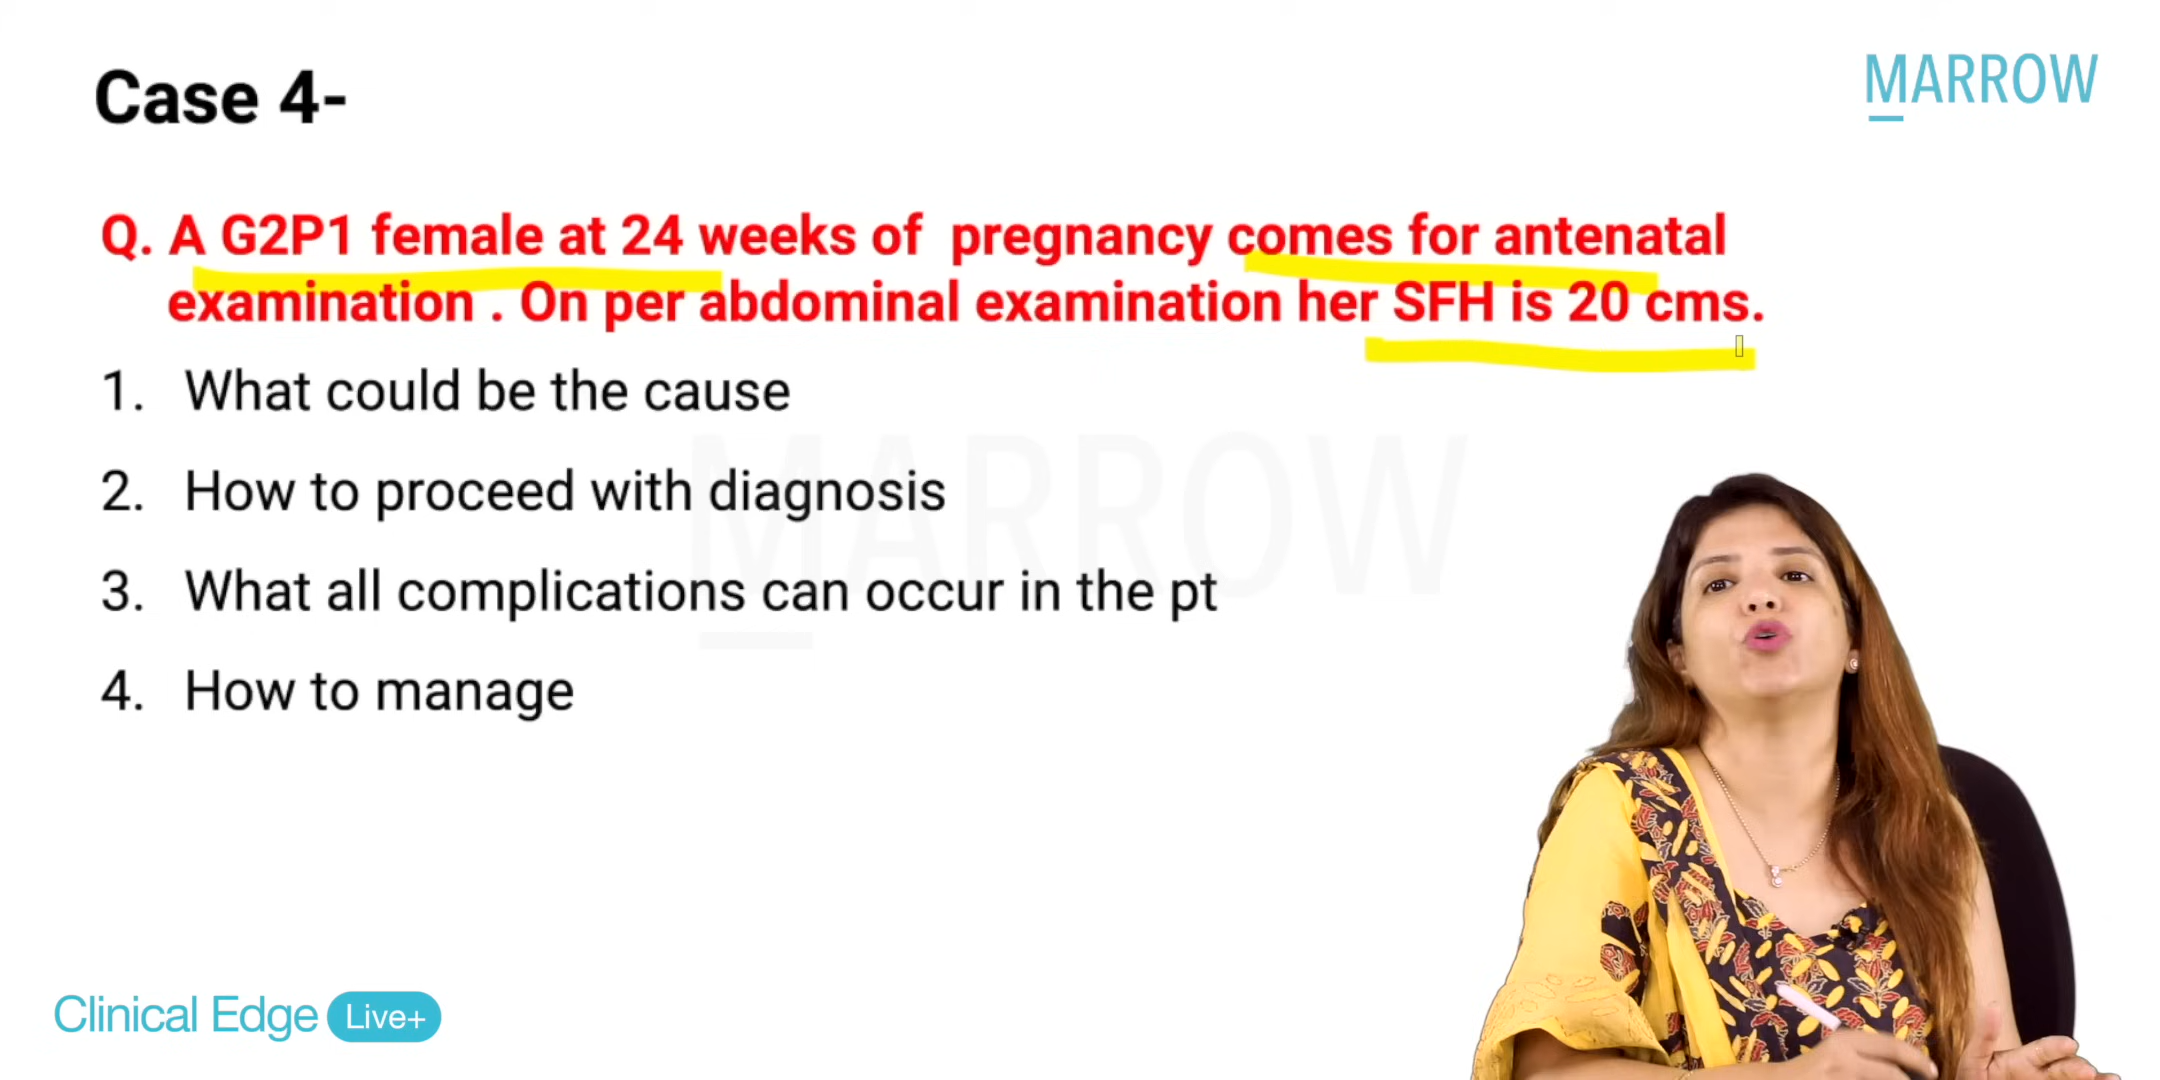 Case 4-
MARROW
Q. A G2P1 female at 24 weeks of pregnancy comes for antenatal
examination . On per abdominal examination her SFH is 20 cms.
1. What could be the cause
2. How to proceed with diagnosis
MARROW
3. What all complications can occur in the pt
4. How to manage
Clinical Edge Live+